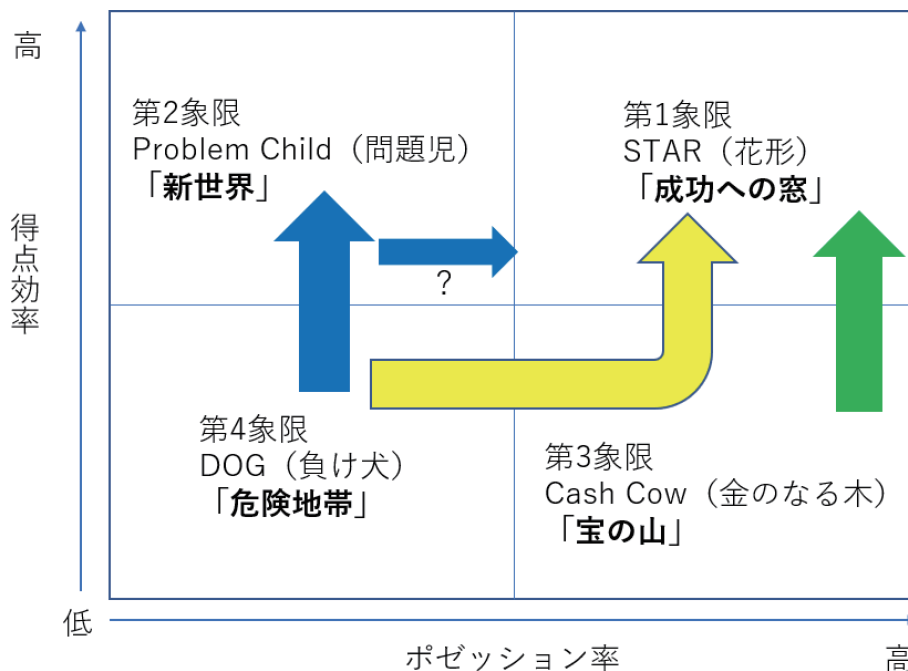 高
第2象限
Problem Child（問題児）
「新世界」
第1象限
STAR（花形）
「成功への窓」
得点効率
？
第4象限
DOG（負け犬）
「危険地帯」
第3象限
Cash Cow（金のなる木）
「宝の山」
低
ポゼッション率
高